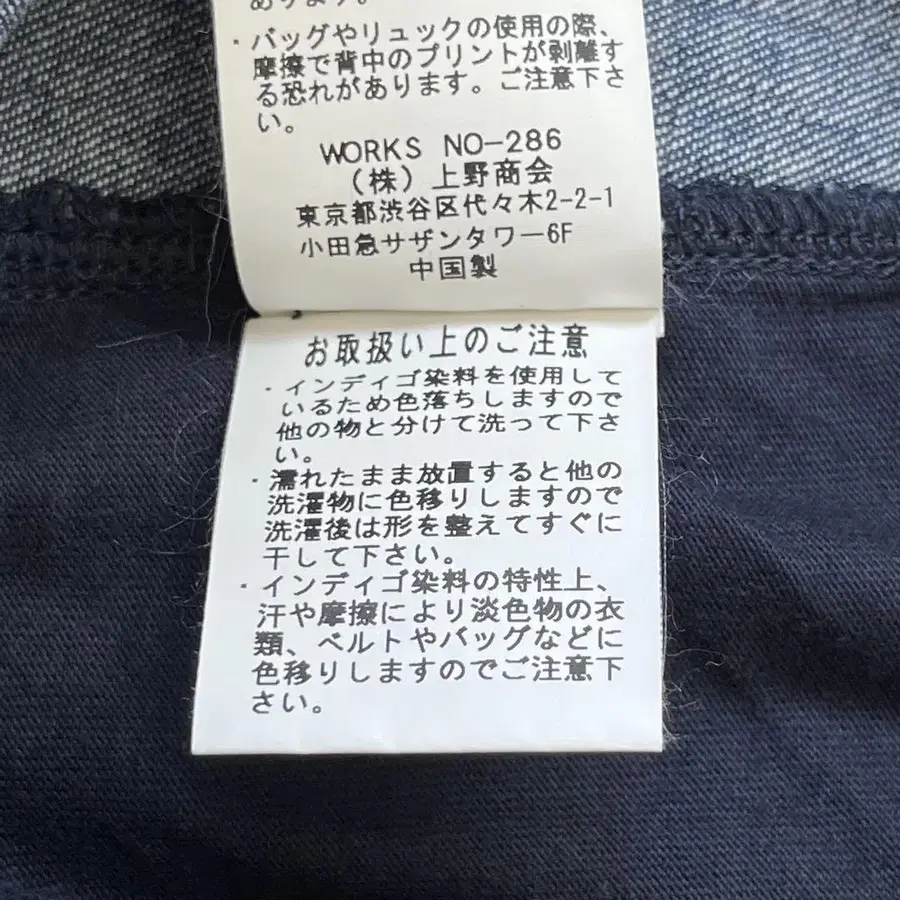 あります。
・バッグやリュックの使用の際、
摩擦で背中のプリントが剥離す
る恐れがあります。ご注意下さ
い。
WORKS NO-286
(株)上野商会
東京都渋谷区代々木2-2-1
小田急サザンタワー6F
中国製
お取扱い上のご注意
・インディゴ染料を使用して
いるため色落ちしますので
他の物と分けて洗って下さ
い。
・濡れたまま放置すると他の
洗濯物に色移りしますので
洗濯後は形を整えてすぐに
干して下さい。
・インディゴ染料の特性上、
汗や摩擦により淡色物の衣
類、ベルトやバッグなどに
色移りしますのでご注意下
さい。